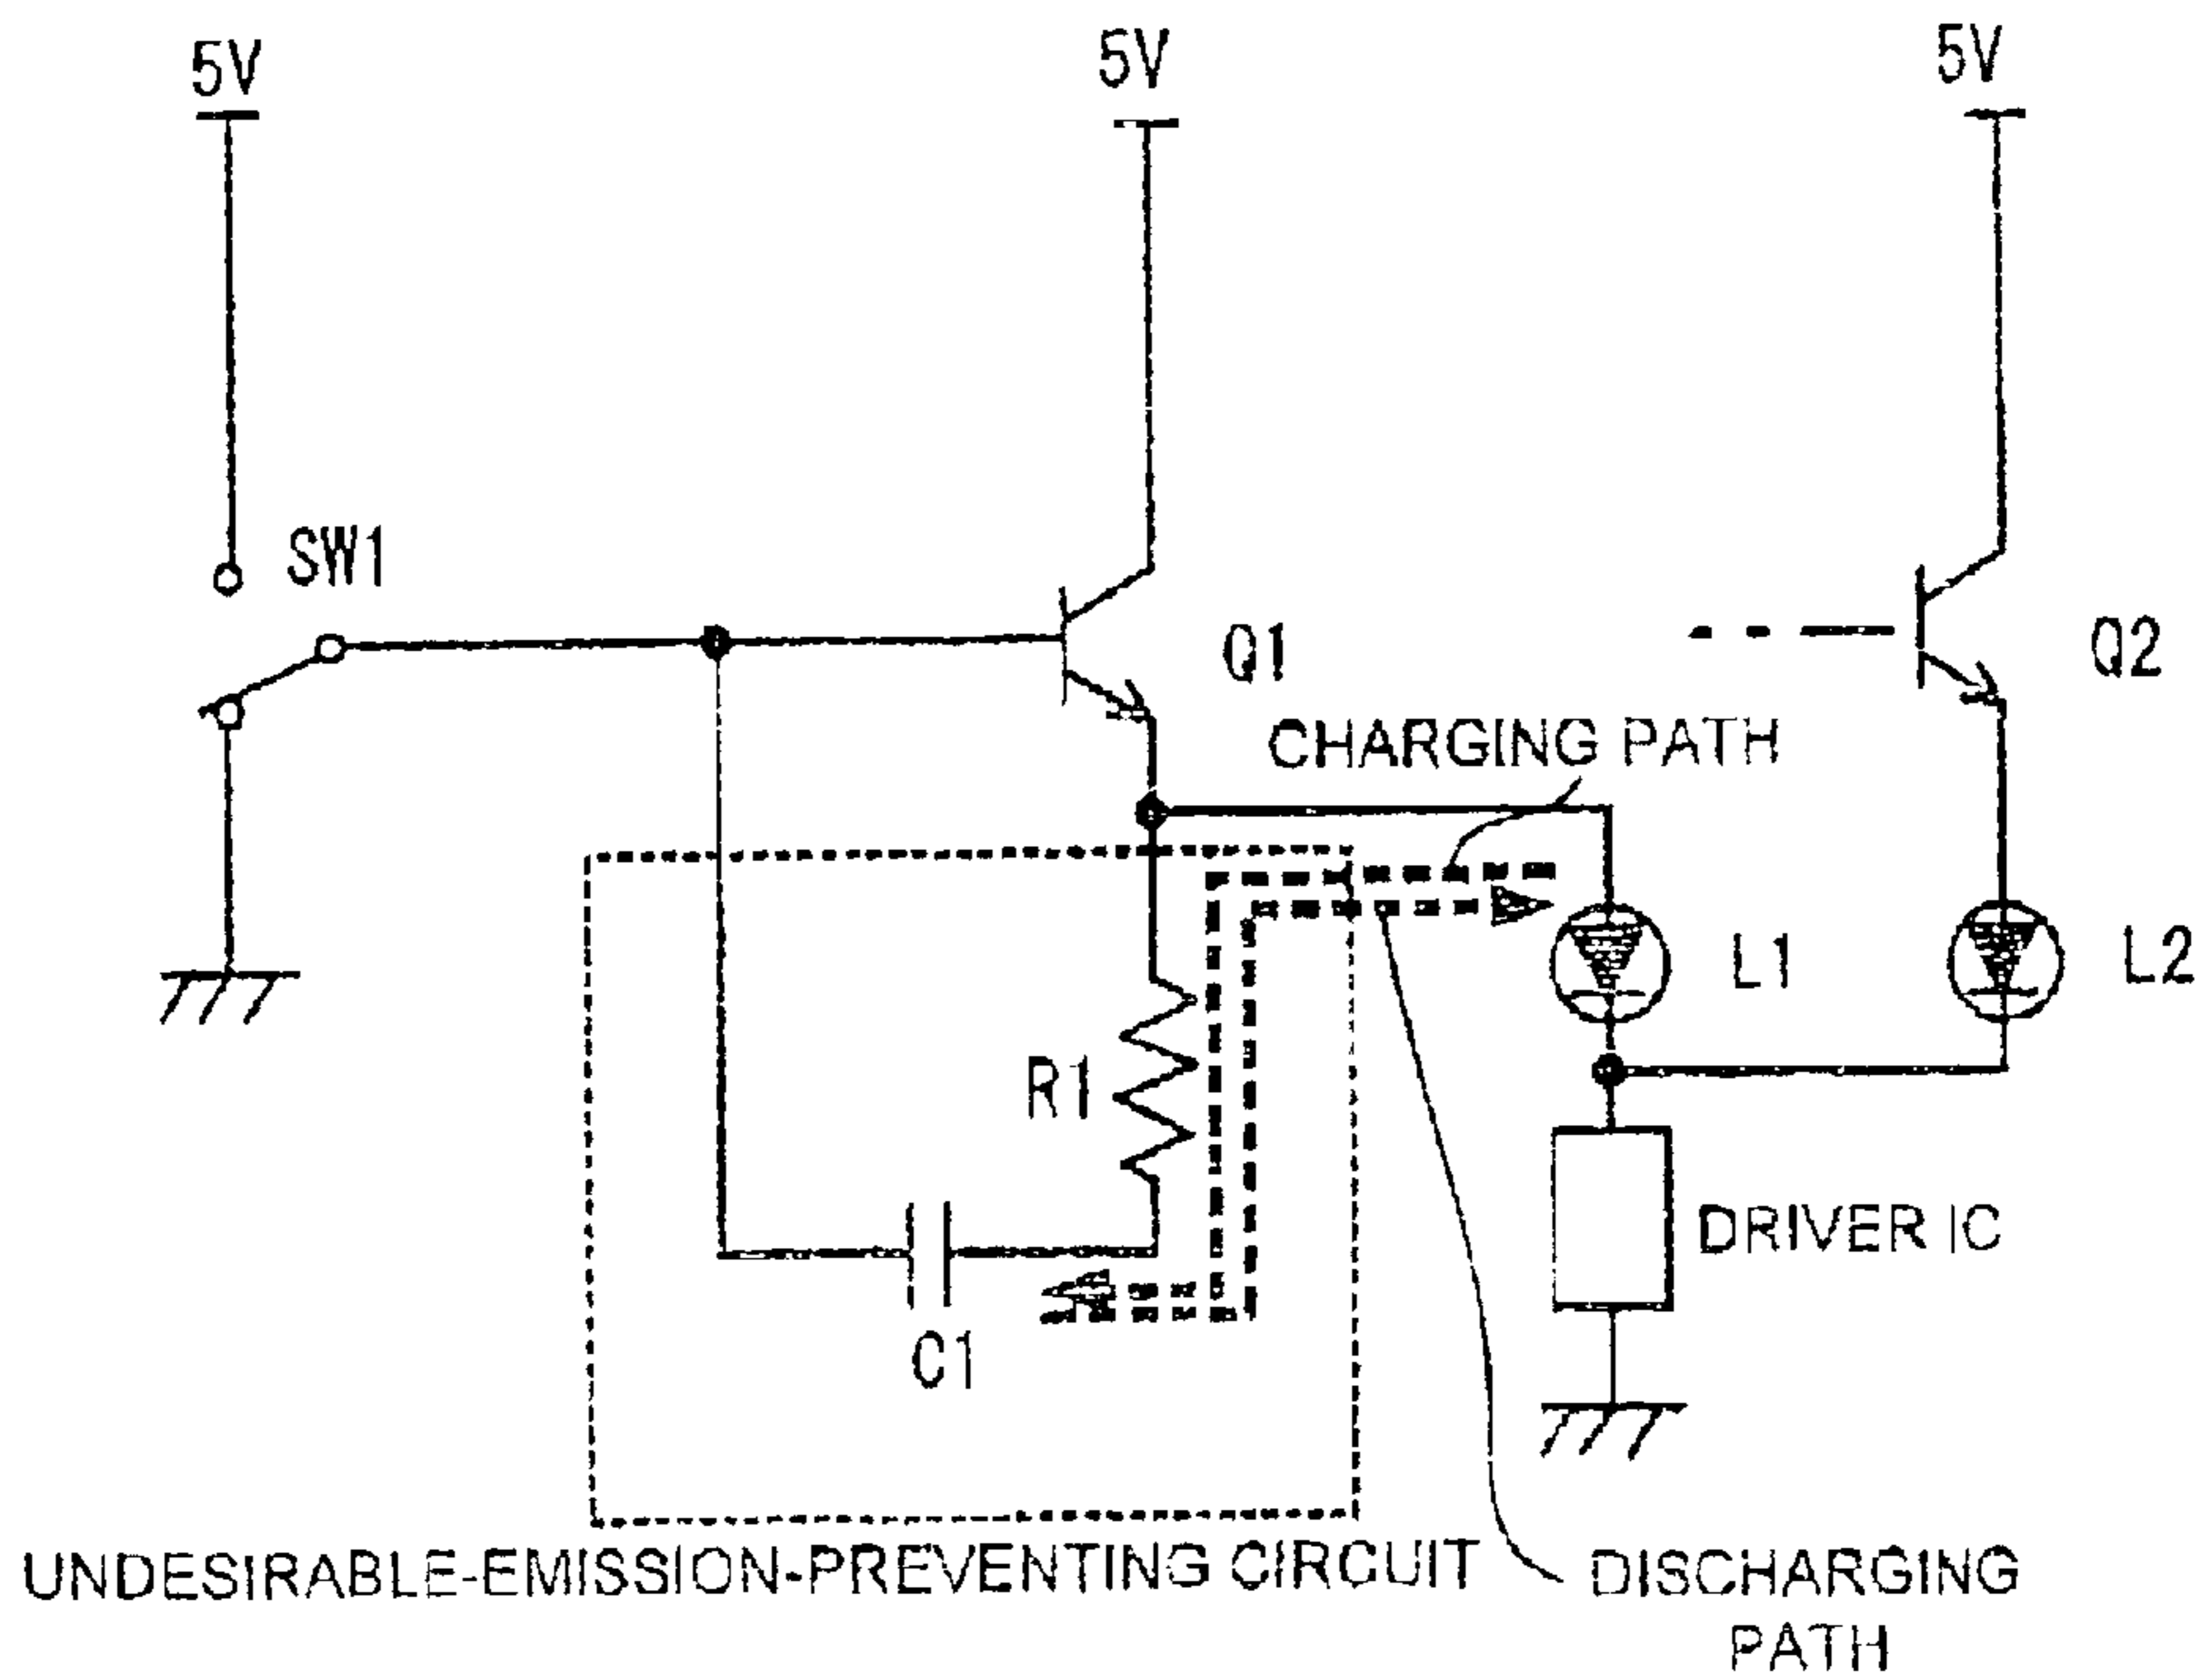 5V
5V
5V
SW1
Q1
Q2
CHARGING PATH
L1
L2
R1
DRIVER IC
C1
UNDESIRABLE-EMISSION-PREVENTING CIRCUIT
DISCHARGING
PATH